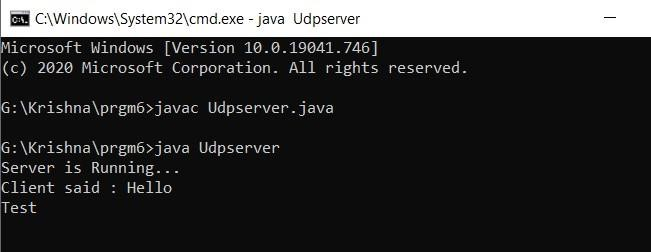 C:\Windows\System32\cmd.exe - java  Udpserver
Microsoft Windows [Version 10.0.19041.746]
(c) 2020 Microsoft Corporation. All rights reserved.
G:\Krishna\prgm6>javac Udpserver.java
G:\Krishna\prgm6>java Udpserver
Server is Running...
Client said : Hello
Test